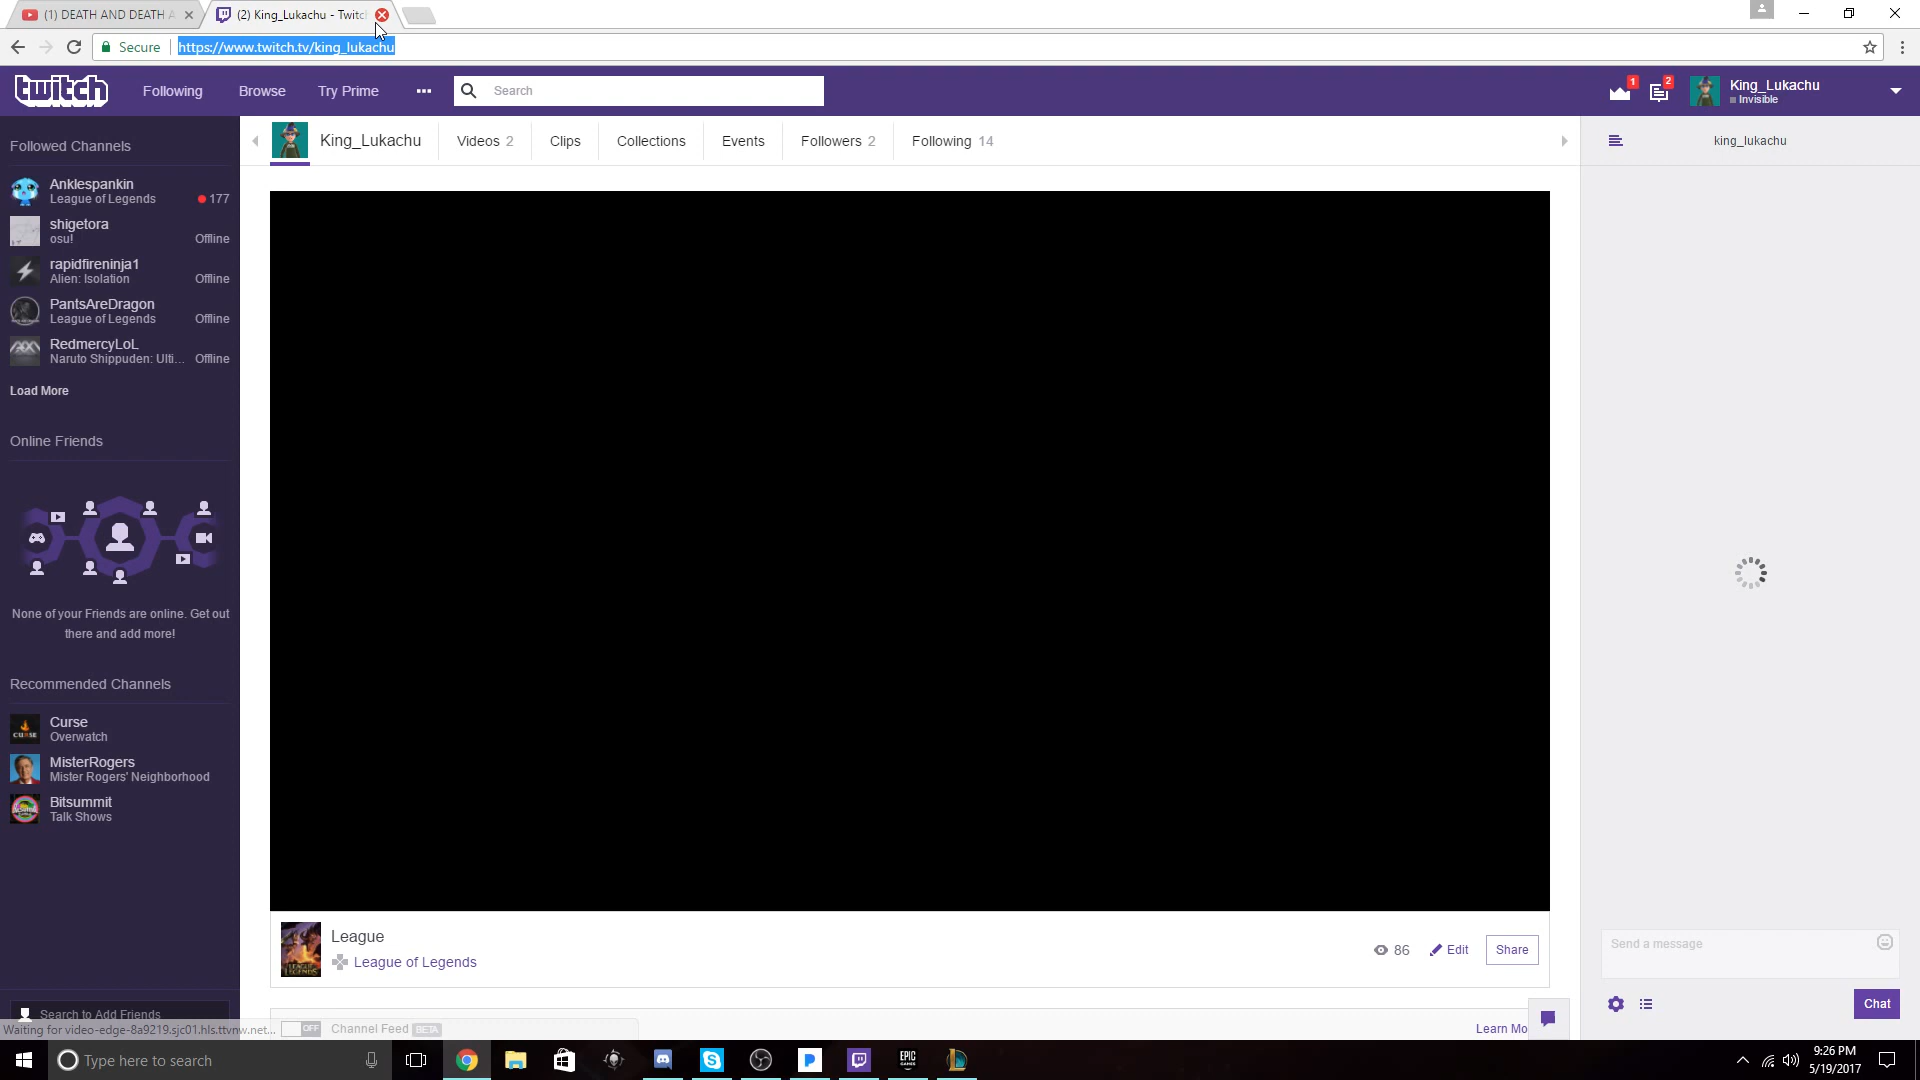 (1) DEATH AND DEATH A
(2) King_Lukachu - Twitc
Secure
https://www.twitch.tv/king_lukachu
twitch
Following
Browse
Try Prime
Search
1
2
King_Lukachu
Invisible
Followed Channels
Anklespankin
League of Legends
177
shigetora
osu!
Offline
rapidfireninja1
Alien: Isolation
Offline
PantsAreDragon
League of Legends
Offline
RedmercyLoL
Naruto Shippuden: Ulti...
Offline
Load More
Online Friends
None of your Friends are online. Get out
there and add more!
Recommended Channels
Curse
Overwatch
MisterRogers
Mister Rogers' Neighborhood
Bitsummit
Talk Shows
Search to Add Friends
Waiting for video-edge-8a9219.sjc01.hls.ttvnw.net...
King_Lukachu
Videos 2
Clips
Collections
Events
Followers 2
Following 14
League
League of Legends
86
Edit
Share
OFF
Channel Feed BETA
Learn Mo
king_lukachu
Send a message
Chat
Type here to search
EPIC
GAMES
9:26 PM
5/19/2017